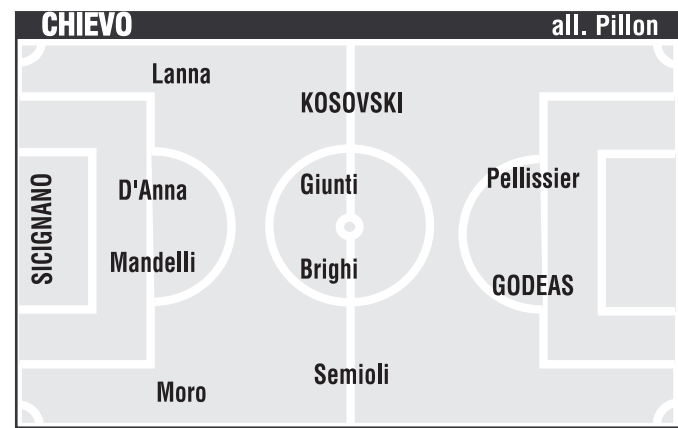 CHIEVO
all. Pillon
Lanna
KOSOVSKI
SICIGNANO
D'Anna
Giunti
Pellissier
Mandelli
Brighi
GODEAS
Moro
Semioli